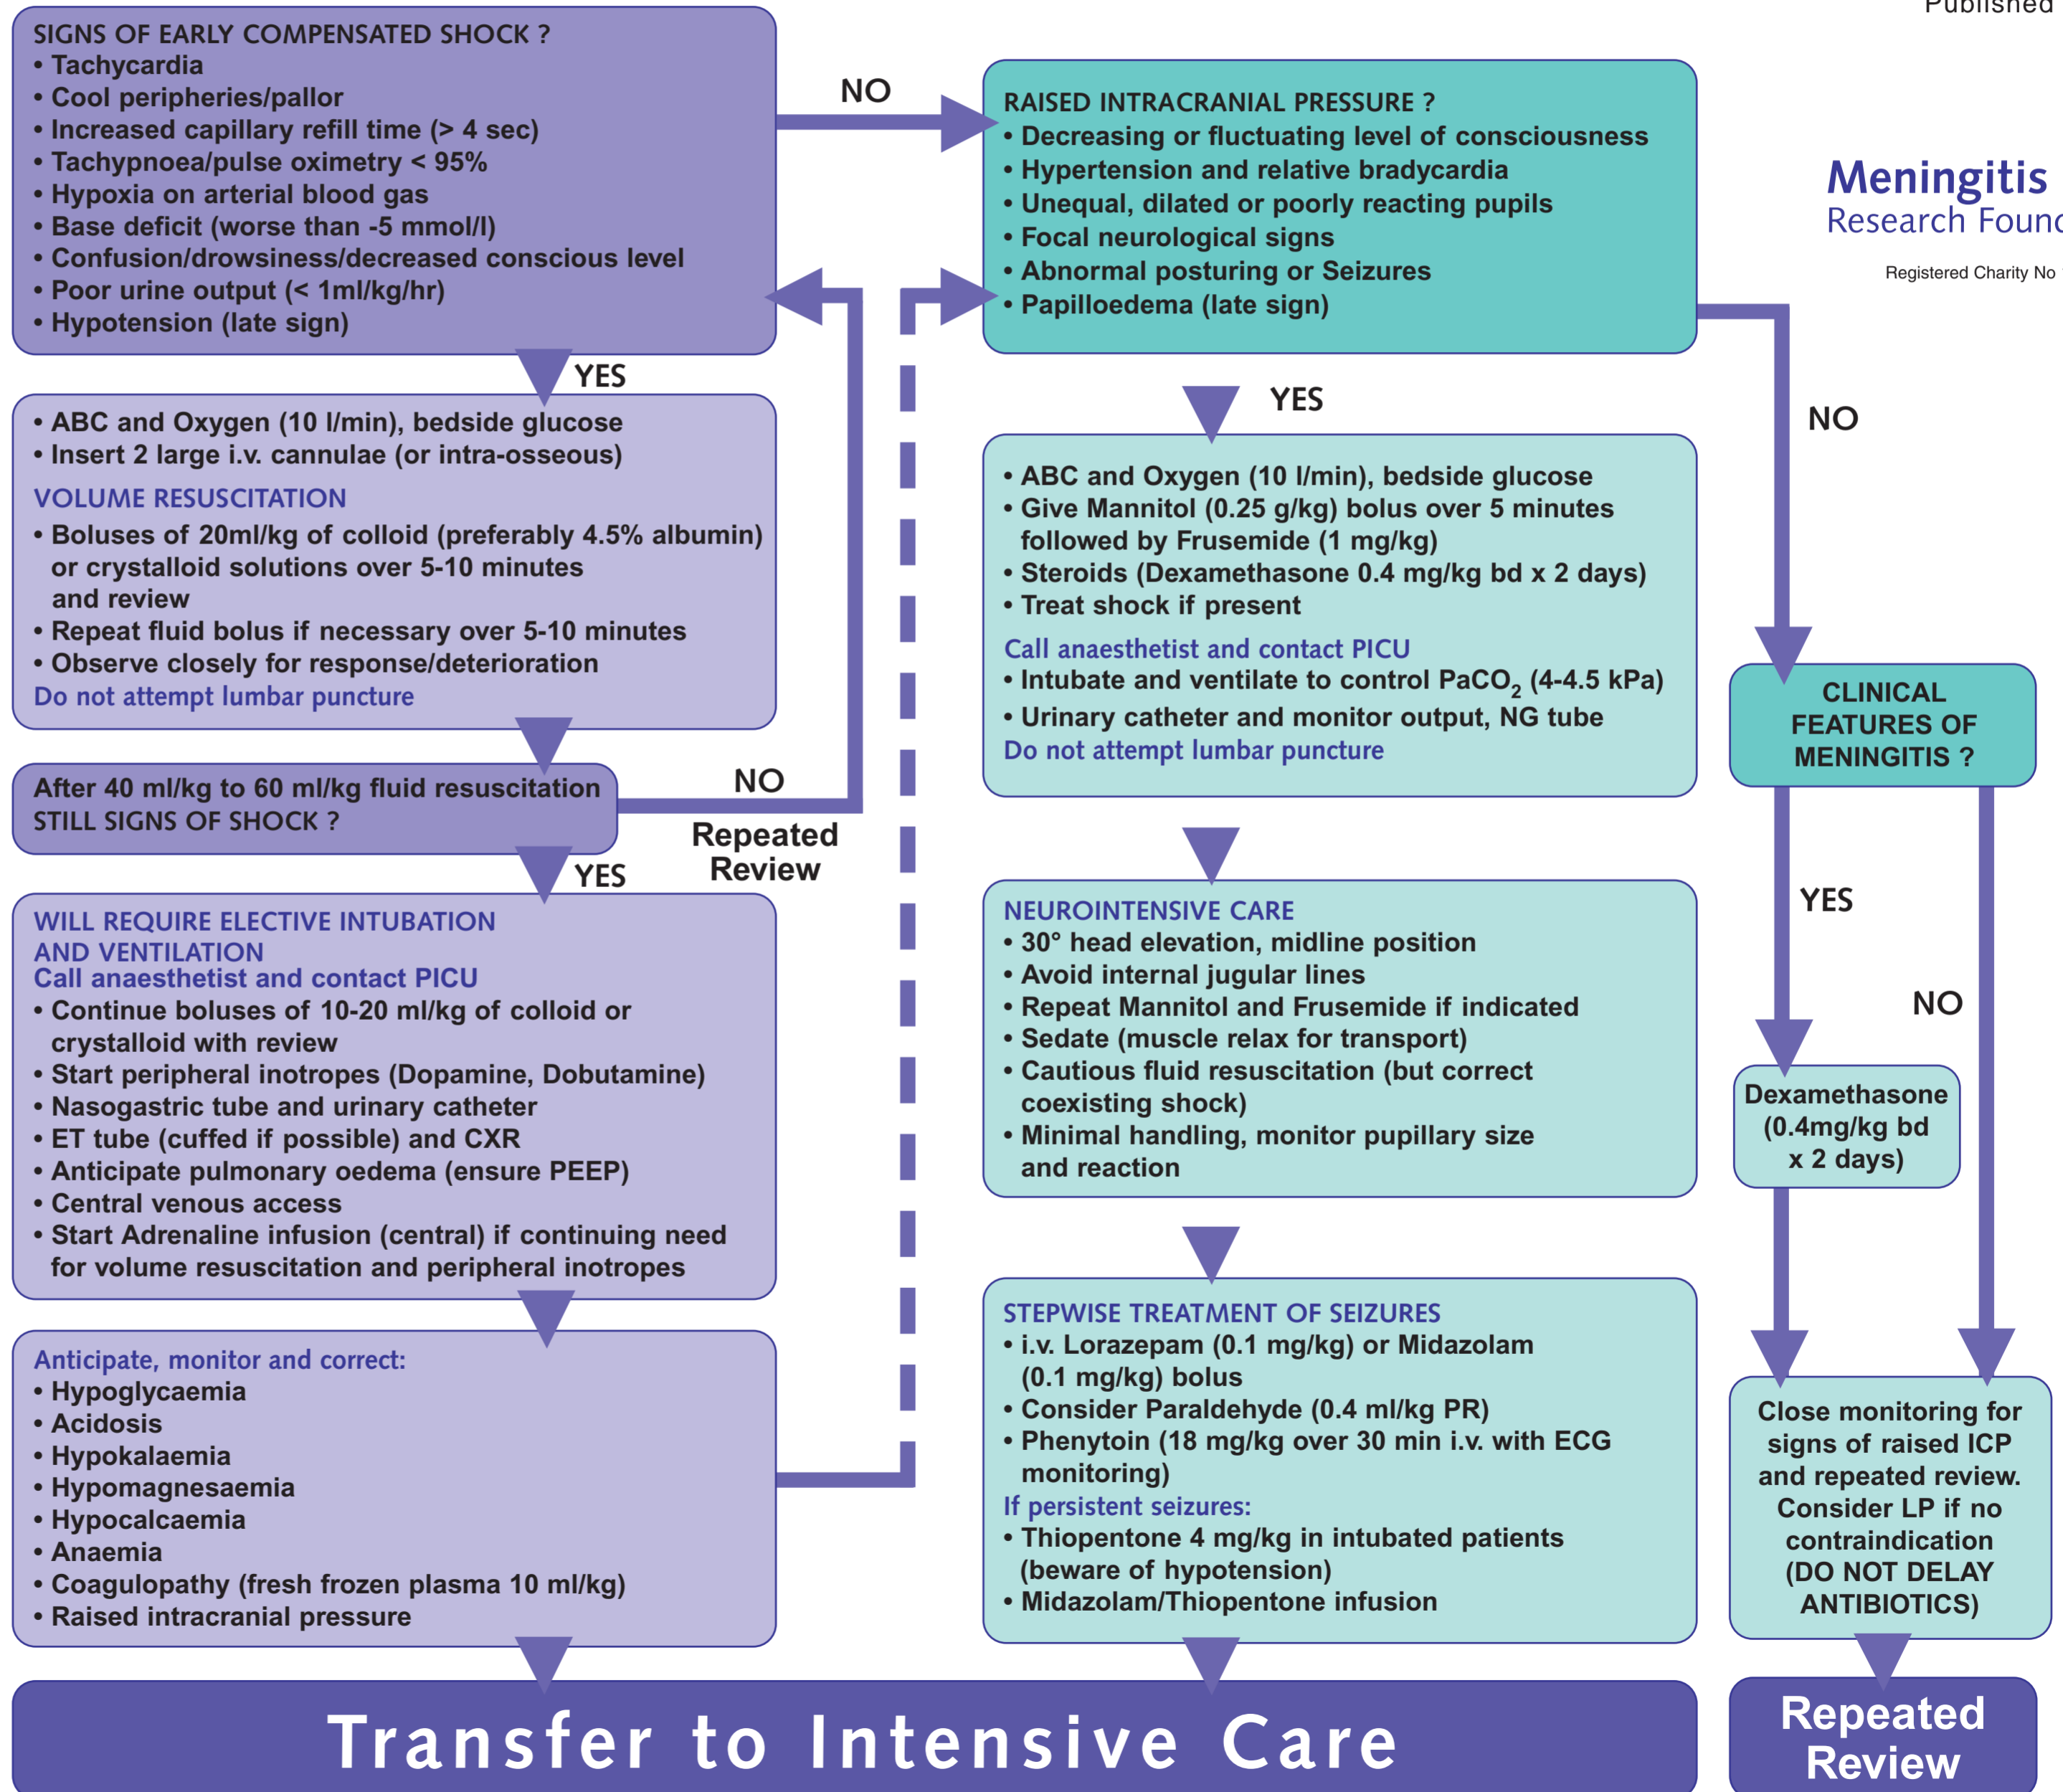 Published
SIGNS OF EARLY COMPENSATED SHOCK ?
• Tachycardia
• Cool peripheries/pallor
• Increased capillary refill time (> 4 sec)
• Tachypnoea/pulse oximetry < 95%
• Hypoxia on arterial blood gas
• Base deficit (worse than -5 mmol/l)
• Confusion/drowsiness/decreased conscious level
• Poor urine output (< 1ml/kg/hr)
• Hypotension (late sign)
NO
YES
• ABC and Oxygen (10 l/min), bedside glucose
• Insert 2 large i.v. cannulae (or intra-osseous)
VOLUME RESUSCITATION
• Boluses of 20ml/kg of colloid (preferably 4.5% albumin)
or crystalloid solutions over 5-10 minutes
and review
• Repeat fluid bolus if necessary over 5-10 minutes
• Observe closely for response/deterioration
Do not attempt lumbar puncture
After 40 ml/kg to 60 ml/kg fluid resuscitation
STILL SIGNS OF SHOCK ?
NO
Repeated
Review
YES
WILL REQUIRE ELECTIVE INTUBATION
AND VENTILATION
Call anaesthetist and contact PICU
• Continue boluses of 10-20 ml/kg of colloid or
crystalloid with review
• Start peripheral inotropes (Dopamine, Dobutamine)
• Nasogastric tube and urinary catheter
• ET tube (cuffed if possible) and CXR
• Anticipate pulmonary oedema (ensure PEEP)
• Central venous access
• Start Adrenaline infusion (central) if continuing need
for volume resuscitation and peripheral inotropes
Anticipate, monitor and correct:
• Hypoglycaemia
• Acidosis
• Hypokalaemia
• Hypomagnesaemia
• Hypocalcaemia
• Anaemia
• Coagulopathy (fresh frozen plasma 10 ml/kg)
• Raised intracranial pressure
RAISED INTRACRANIAL PRESSURE ?
• Decreasing or fluctuating level of consciousness
• Hypertension and relative bradycardia
• Unequal, dilated or poorly reacting pupils
• Focal neurological signs
• Abnormal posturing or Seizures
• Papilloedema (late sign)
YES
NO
• ABC and Oxygen (10 l/min), bedside glucose
• Give Mannitol (0.25 g/kg) bolus over 5 minutes
followed by Frusemide (1 mg/kg)
• Steroids (Dexamethasone 0.4 mg/kg bd x 2 days)
• Treat shock if present
Call anaesthetist and contact PICU
• Intubate and ventilate to control PaCO₂ (4-4.5 kPa)
• Urinary catheter and monitor output, NG tube
Do not attempt lumbar puncture
NEUROINTENSIVE CARE
• 30° head elevation, midline position
• Avoid internal jugular lines
• Repeat Mannitol and Frusemide if indicated
• Sedate (muscle relax for transport)
• Cautious fluid resuscitation (but correct
coexisting shock)
• Minimal handling, monitor pupillary size
and reaction
STEPWISE TREATMENT OF SEIZURES
• i.v. Lorazepam (0.1 mg/kg) or Midazolam
(0.1 mg/kg) bolus
• Consider Paraldehyde (0.4 ml/kg PR)
• Phenytoin (18 mg/kg over 30 min i.v. with ECG
monitoring)
If persistent seizures:
• Thiopentone 4 mg/kg in intubated patients
(beware of hypotension)
• Midazolam/Thiopentone infusion
Meningitis
Research
Registered Charity No
CLINICAL
FEATURES OF
MENINGITIS ?
YES
NO
Dexamethasone
(0.4mg/kg bd
x 2 days)
Close monitoring for
signs of raised ICP
and repeated review.
Consider LP if no
contraindication
(DO NOT DELAY
ANTIBIOTICS)
Transfer to Intensive Care
Repeated
Review